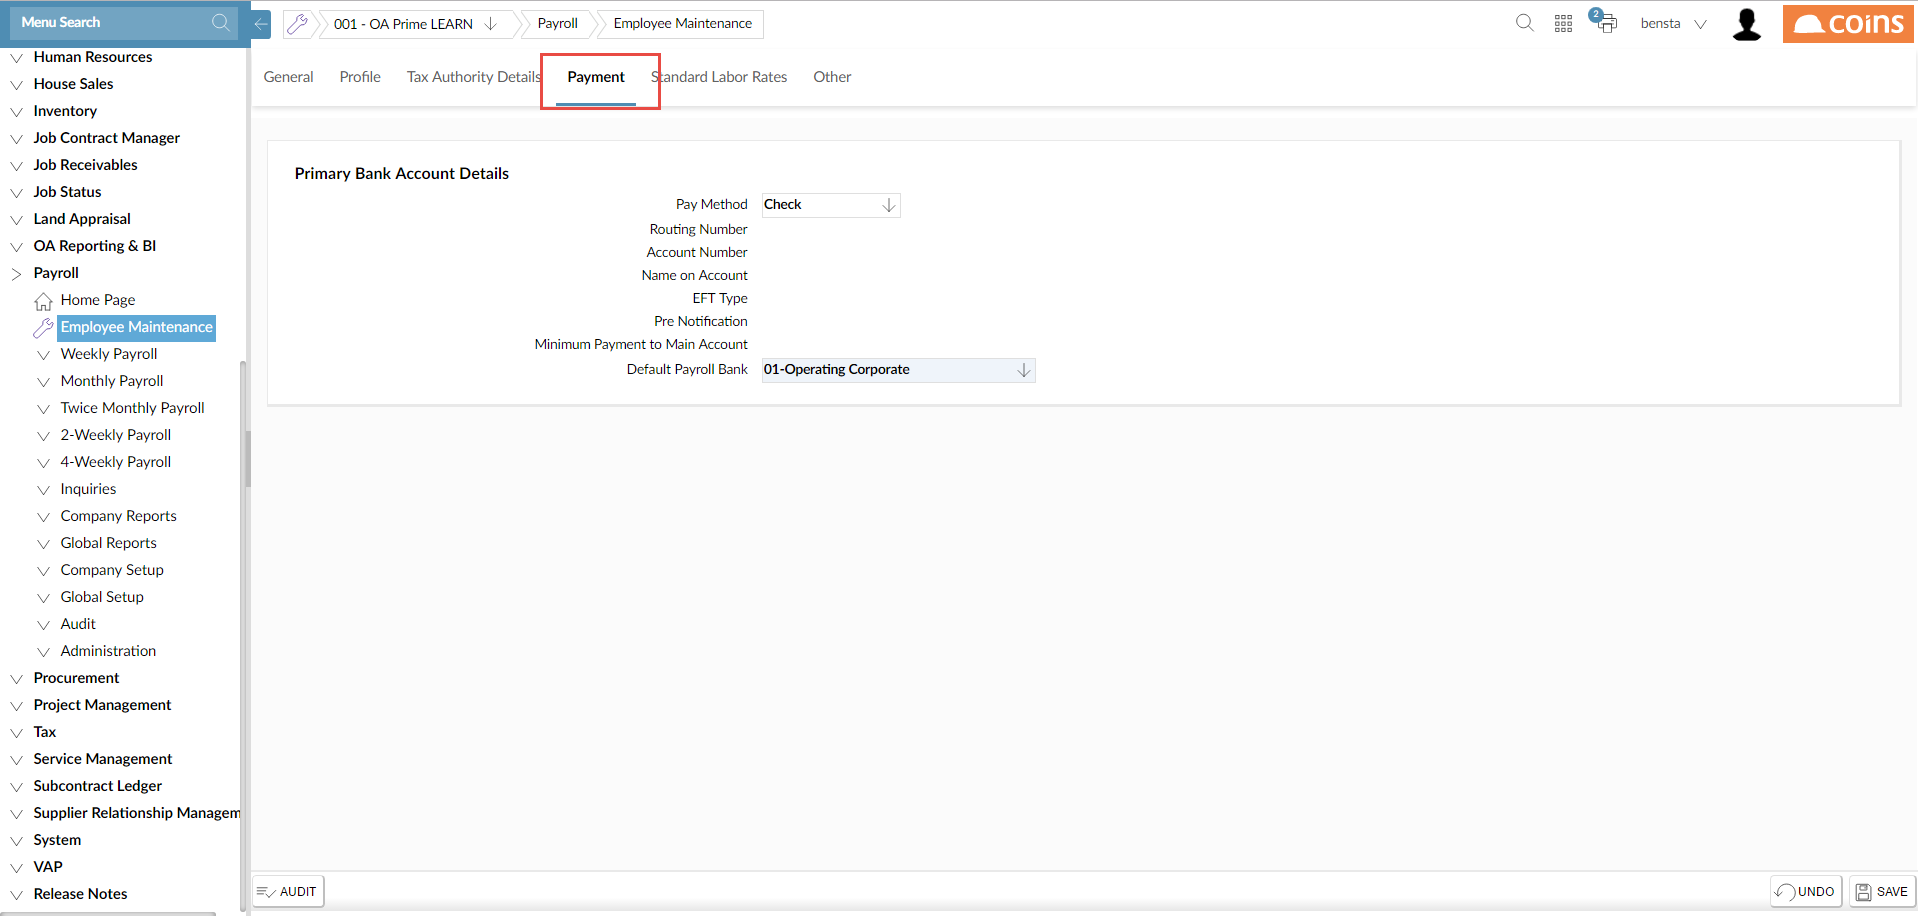 Menu Search
001 - OA Prime LEARN
Payroll
Employee Maintenance
2
bensta
coins
General
Profile
Tax Authority Details
Payment
Standard Labor Rates
Other
Human Resources
House Sales
Inventory
Job Contract Manager
Job Receivables
Job Status
Land Appraisal
OA Reporting & BI
Payroll
Home Page
Employee Maintenance
Weekly Payroll
Monthly Payroll
Twice Monthly Payroll
2-Weekly Payroll
4-Weekly Payroll
Inquiries
Company Reports
Global Reports
Company Setup
Global Setup
Audit
Administration
Procurement
Project Management
Tax
Service Management
Subcontract Ledger
Supplier Relationship Managem
System
VAP
Release Notes
Primary Bank Account Details
Pay Method Check
Routing Number
Account Number
Name on Account
EFT Type
Pre Notification
Minimum Payment to Main Account
Default Payroll Bank 01-Operating Corporate
AUDIT
UNDO
SAVE